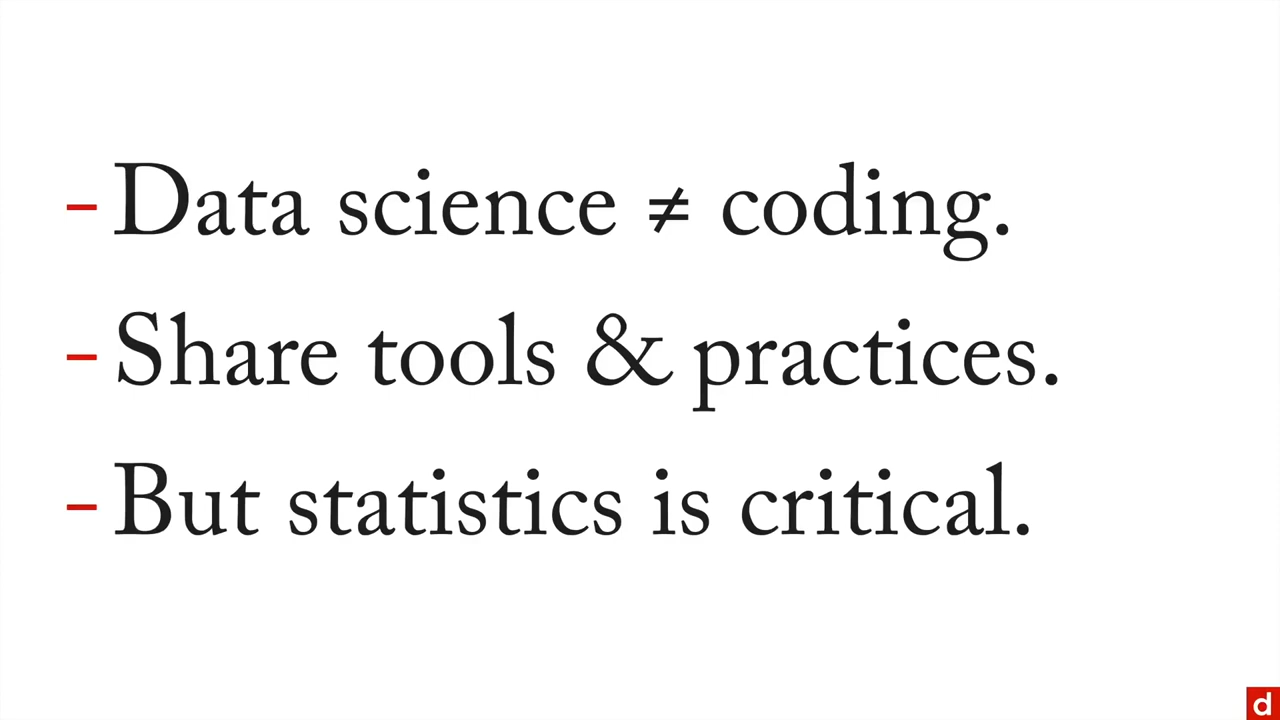 - Data science ≠ coding.
- Share tools & practices.
- But statistics is critical.
d